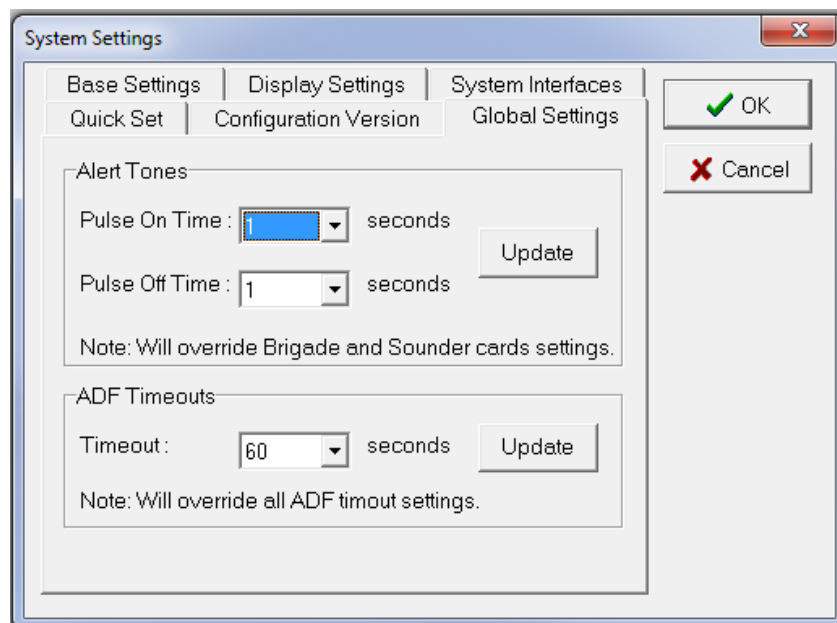 System Settings
Base Settings
Display Settings
System Interfaces
Quick Set
Configuration Version
Global Settings
OK
Cancel
Alert Tones
Pulse On Time : 1 seconds
Update
Pulse Off Time : 1 seconds
Note: Will override Brigade and Sounder cards settings.
ADF Timeouts
Timeout : 60 seconds
Update
Note: Will override all ADF timout settings.